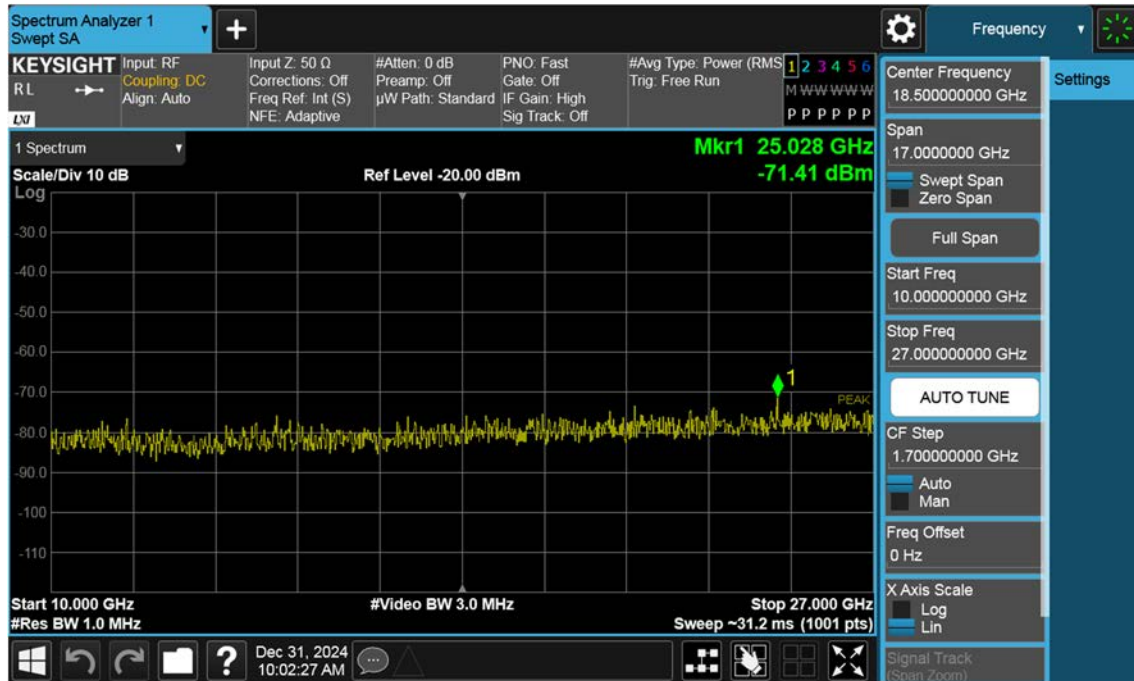 Spectrum Analyzer 1
Swept SA
Frequency
KEYSIGHT
RL
LXI
Input: RF
Coupling: DC
Align: Auto
Input Z: 50 Ω
Corrections: Off
Freq Ref: Int (S)
NFE: Adaptive
#Atten: 0 dB
Preamp: Off
µW Path: Standard
PNO: Fast
Gate: Off
IF Gain: High
Sig Track: Off
#Avg Type: Power (RMS
Trig: Free Run
1 2 3 4 5 6
M W W W W W
P P P P P P
1 Spectrum
Mkr1 25.028 GHz
-71.41 dBm
Scale/Div 10 dB
Ref Level -20.00 dBm
Log
-30.0
-40.0
-50.0
-60.0
-70.0
-80.0
-90.0
-100
-110
1
PEAK
Start 10.000 GHz
#Video BW 3.0 MHz
Stop 27.000 GHz
#Res BW 1.0 MHz
Sweep ~31.2 ms (1001 pts)
?
Dec 31, 2024
10:02:27 AM
Center Frequency
18.500000000 GHz
Span
17.0000000 GHz
Swept Span
Zero Span
Full Span
Start Freq
10.000000000 GHz
Stop Freq
27.000000000 GHz
AUTO TUNE
CF Step
1.700000000 GHz
Auto
Man
Freq Offset
0 Hz
X Axis Scale
Log
Lin
Signal Track
(Span Zoom)
Settings